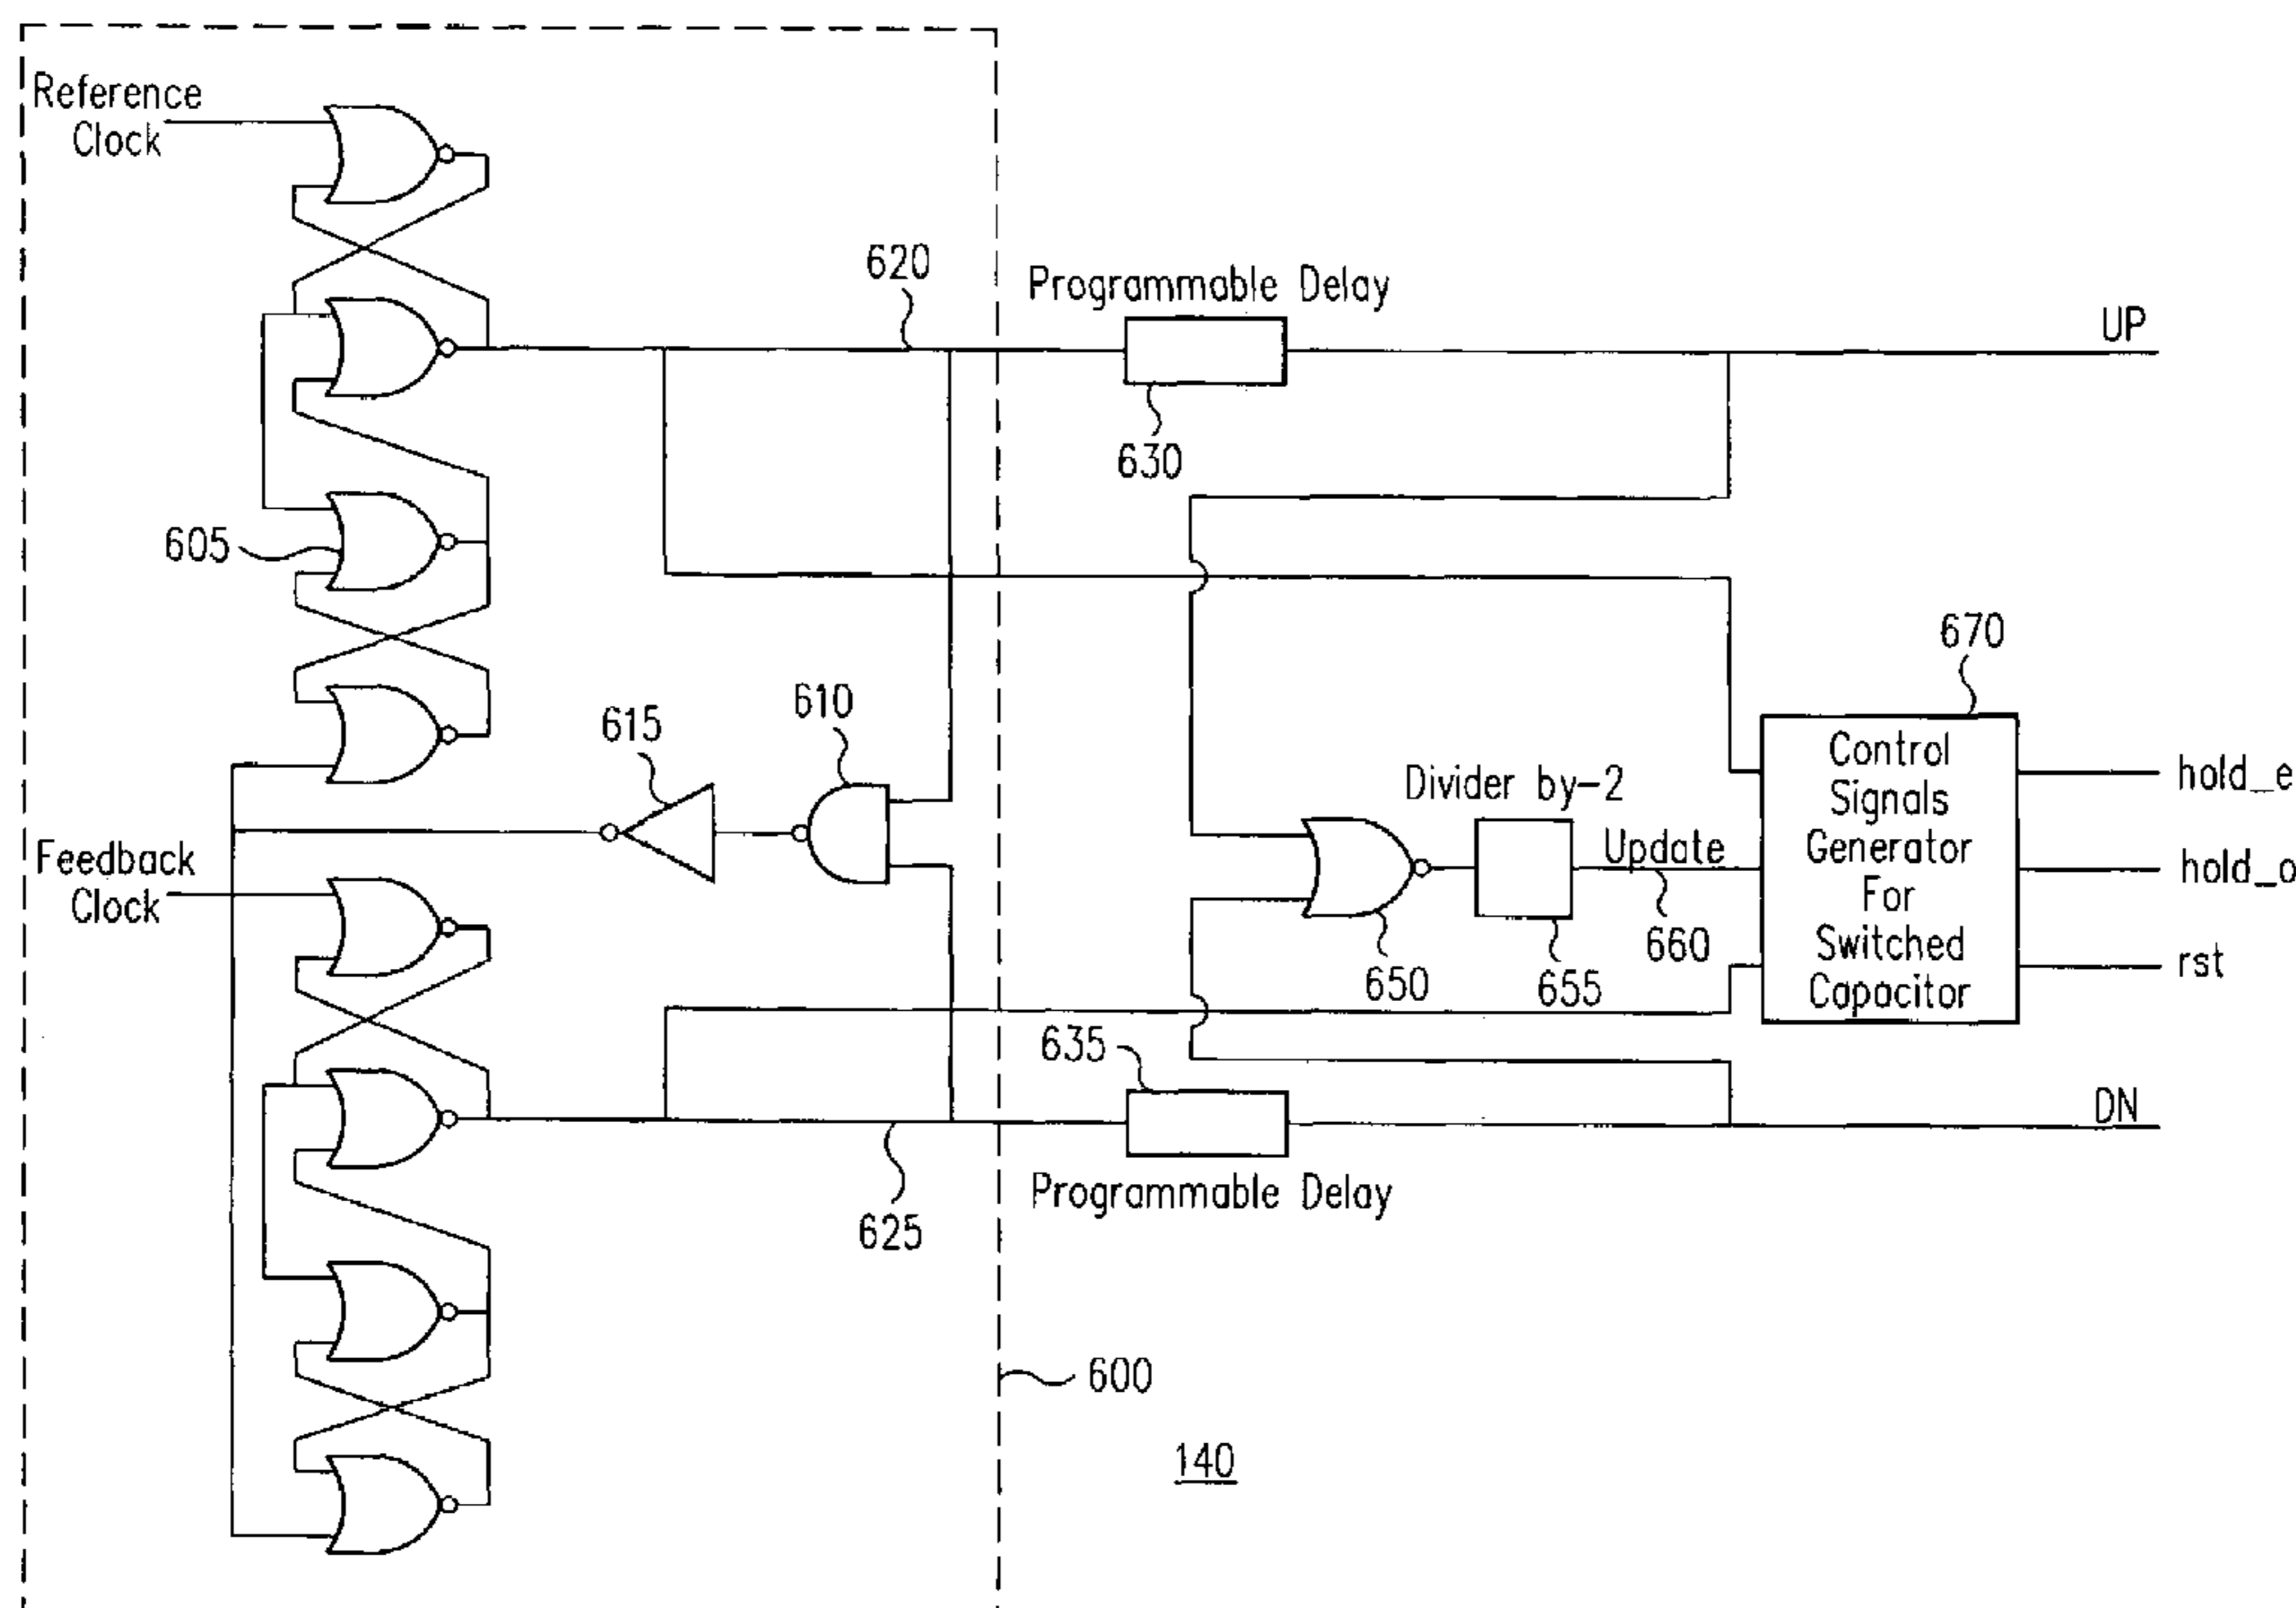 Reference
Clock
620
Programmable Delay
UP
630
605
670
610
615
Control
Signals
Generator
For
Switched
Capacitor
hold_e
Divider by-2
Update
Feedback
Clock
hold_o
660
650
655
rst
635
DN
Programmable Delay
625
600
140